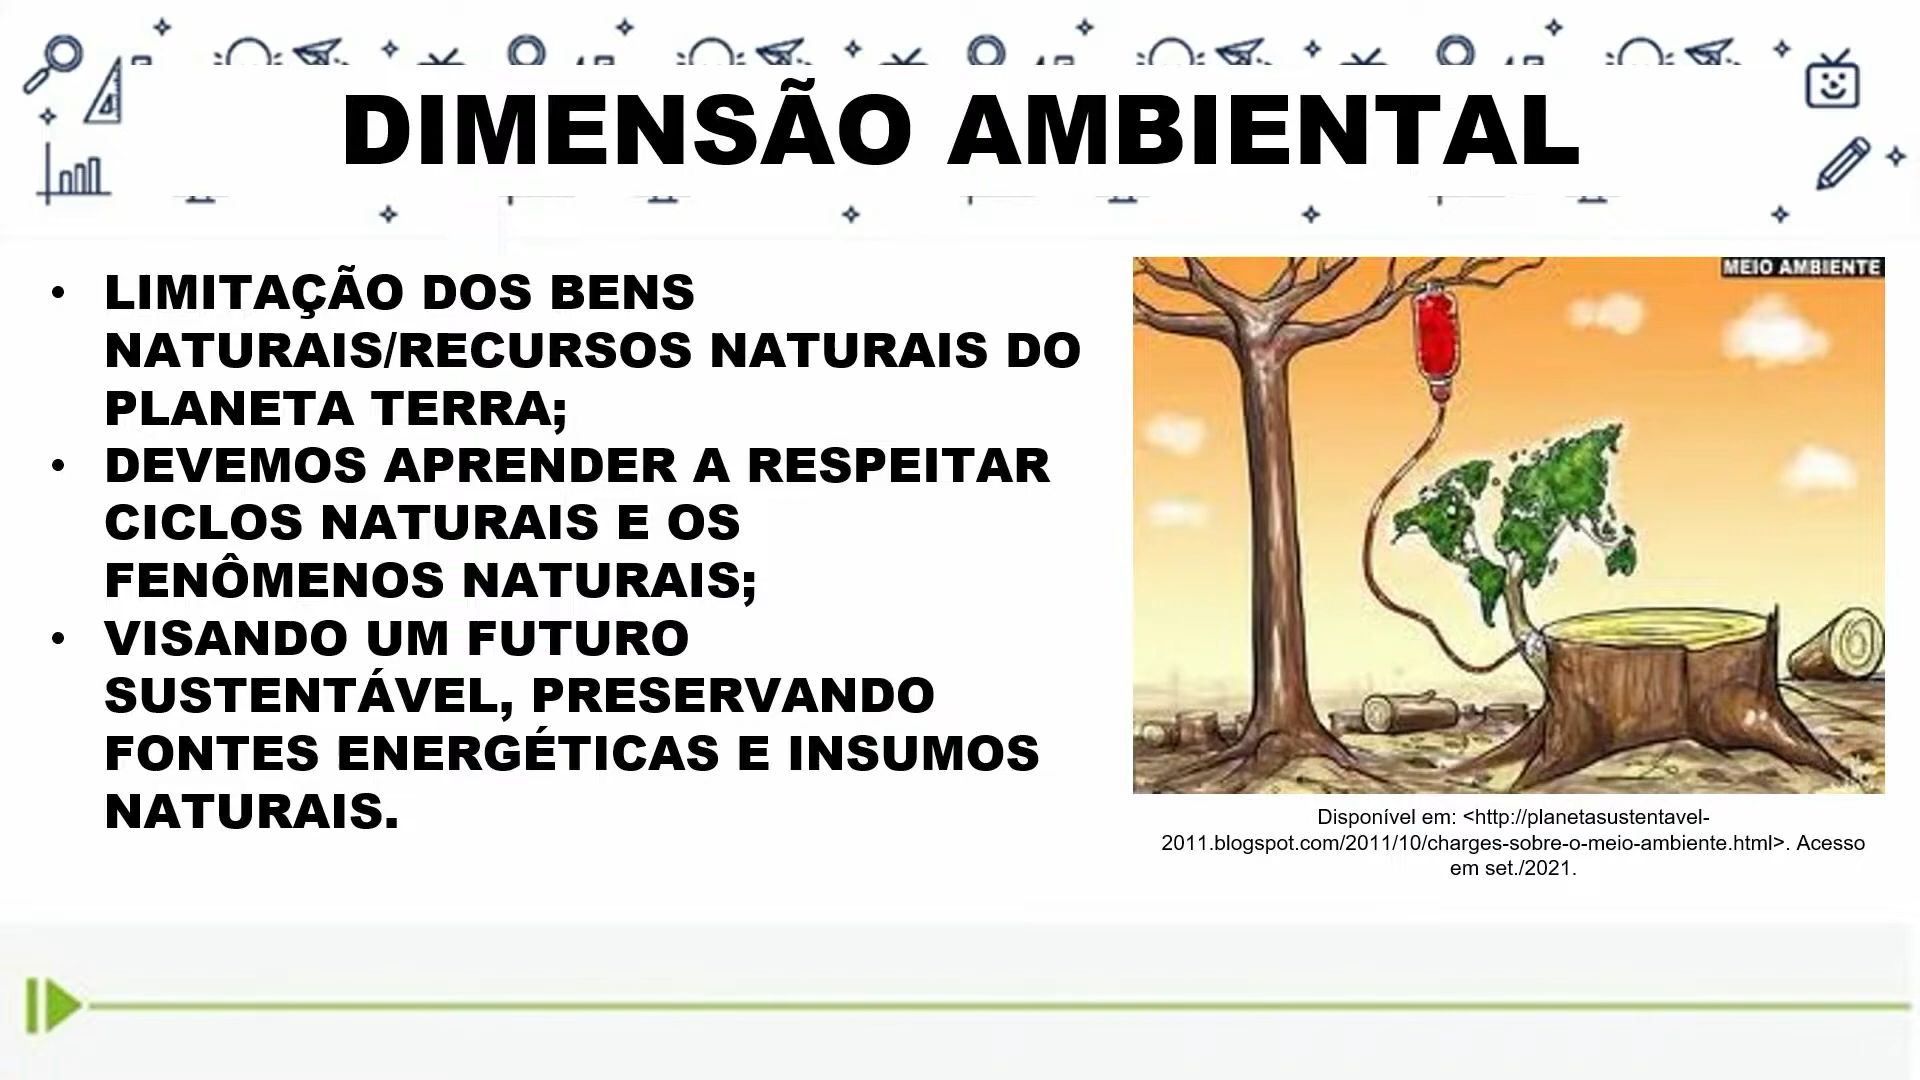 DIMENSÃO AMBIENTAL
• LIMITAÇÃO DOS BENS
NATURAIS/RECURSOS NATURAIS DO
PLANETA TERRA;
• DEVEMOS APRENDER A RESPEITAR
CICLOS NATURAIS E OS
FENÔMENOS NATURAIS;
• VISANDO UM FUTURO
SUSTENTÁVEL, PRESERVANDO
FONTES ENERGÉTICAS E INSUMOS
NATURAIS.
MEIO AMBIENTE
Disponível em: <http://planetasustentavel-
2011.blogspot.com/2011/10/charges-sobre-o-meio-ambiente.html>. Acesso
em set./2021.